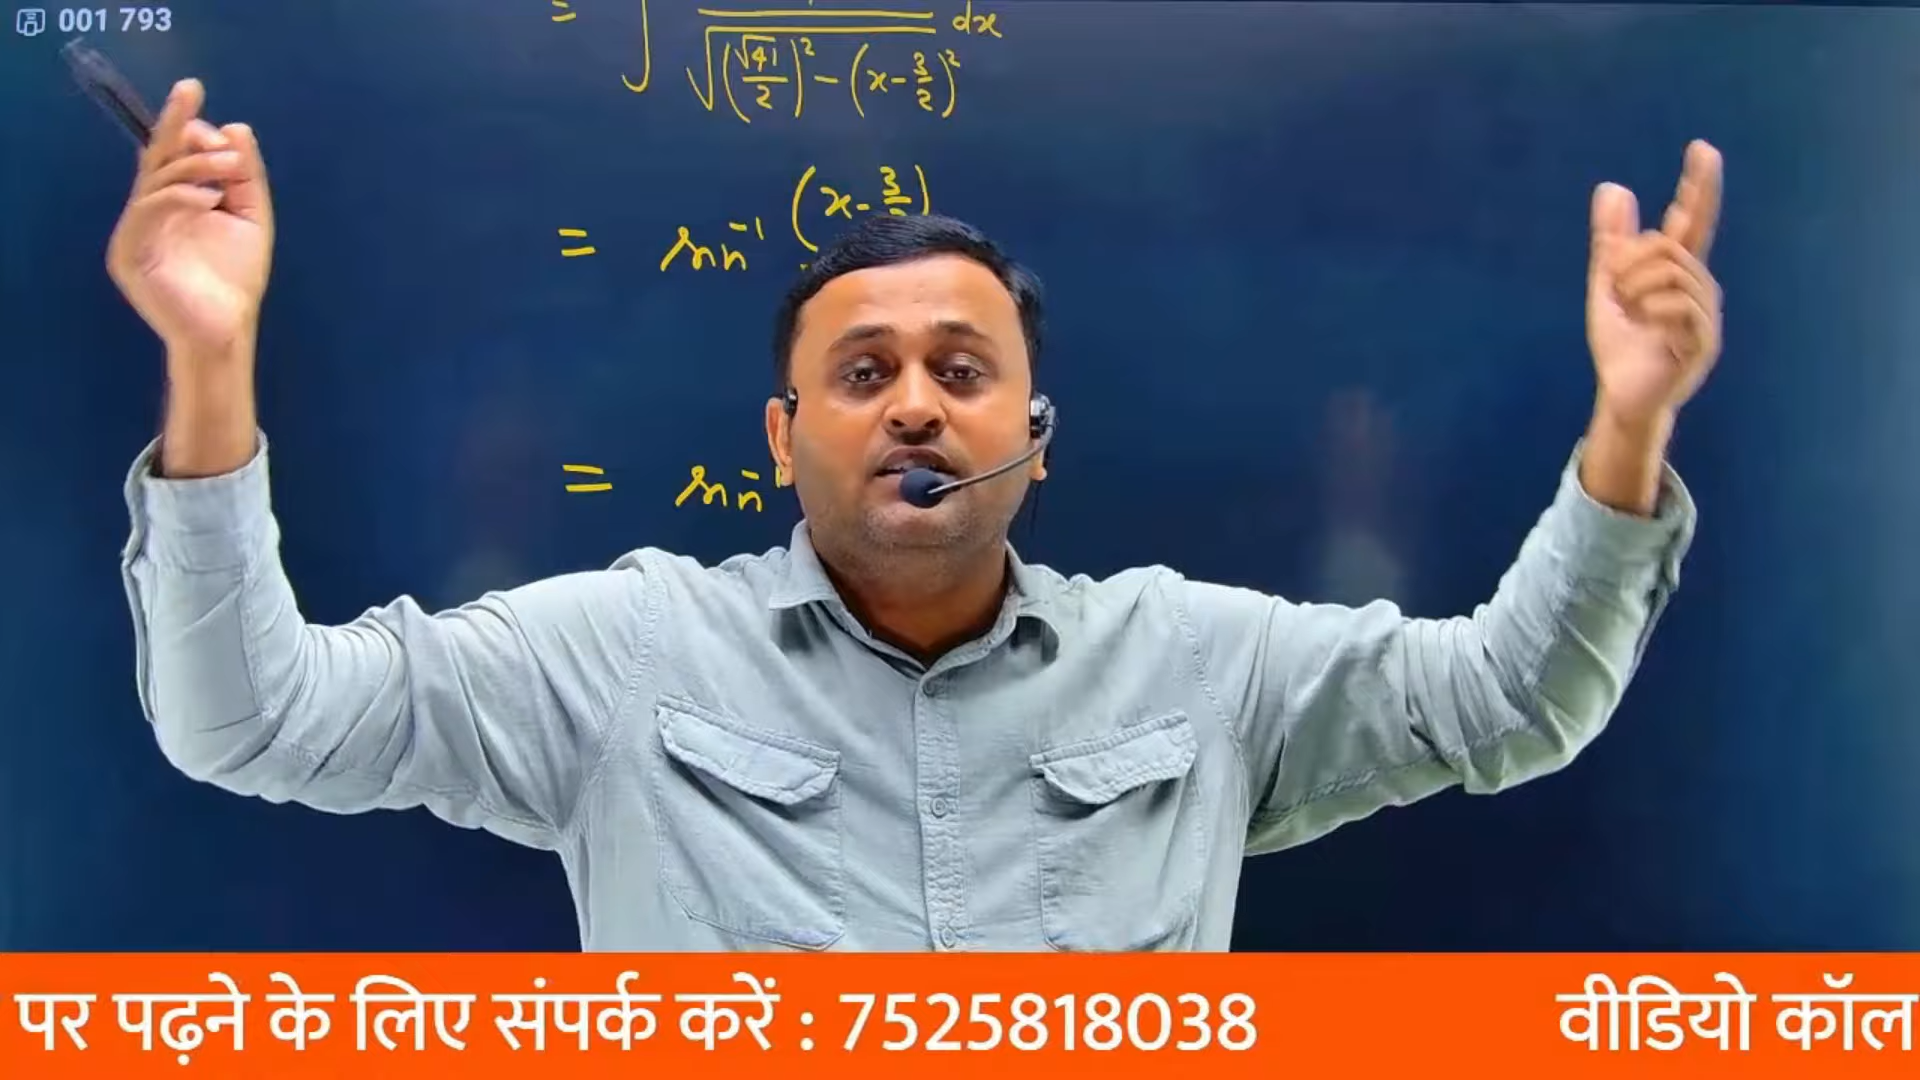 001 793
= ∫ 1/√((√41/2)² − (x − 3/2)²) dx
= sin⁻¹ (x − 3/
= sin⁻¹
पर पढ़ने के लिए संपर्क करें : 7525818038 वीडियो कॉल